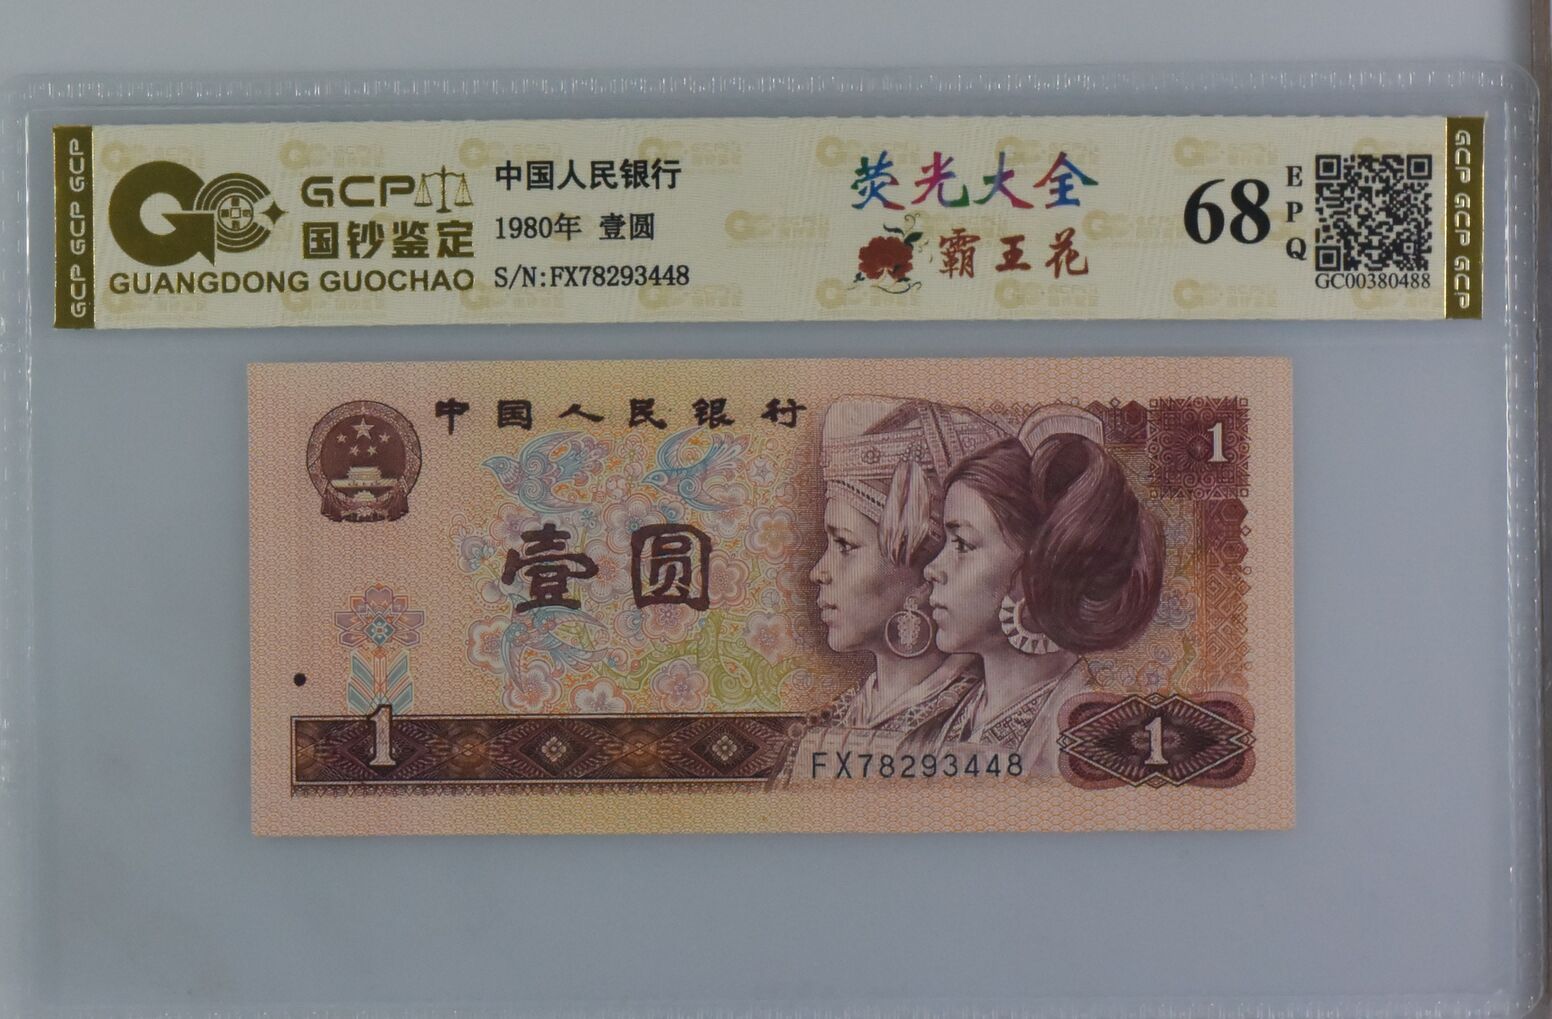 GCP GCP GCP
GCP
国钞鉴定
GUANGDONG GUOCHAO
中国人民银行
1980年 壹圆
S/N:FX78293448
荧光大全
霸王花
68
EPQ
GC00380488
GCP GCP GCP
中国人民银行
1
壹圆
1
FX78293448
1